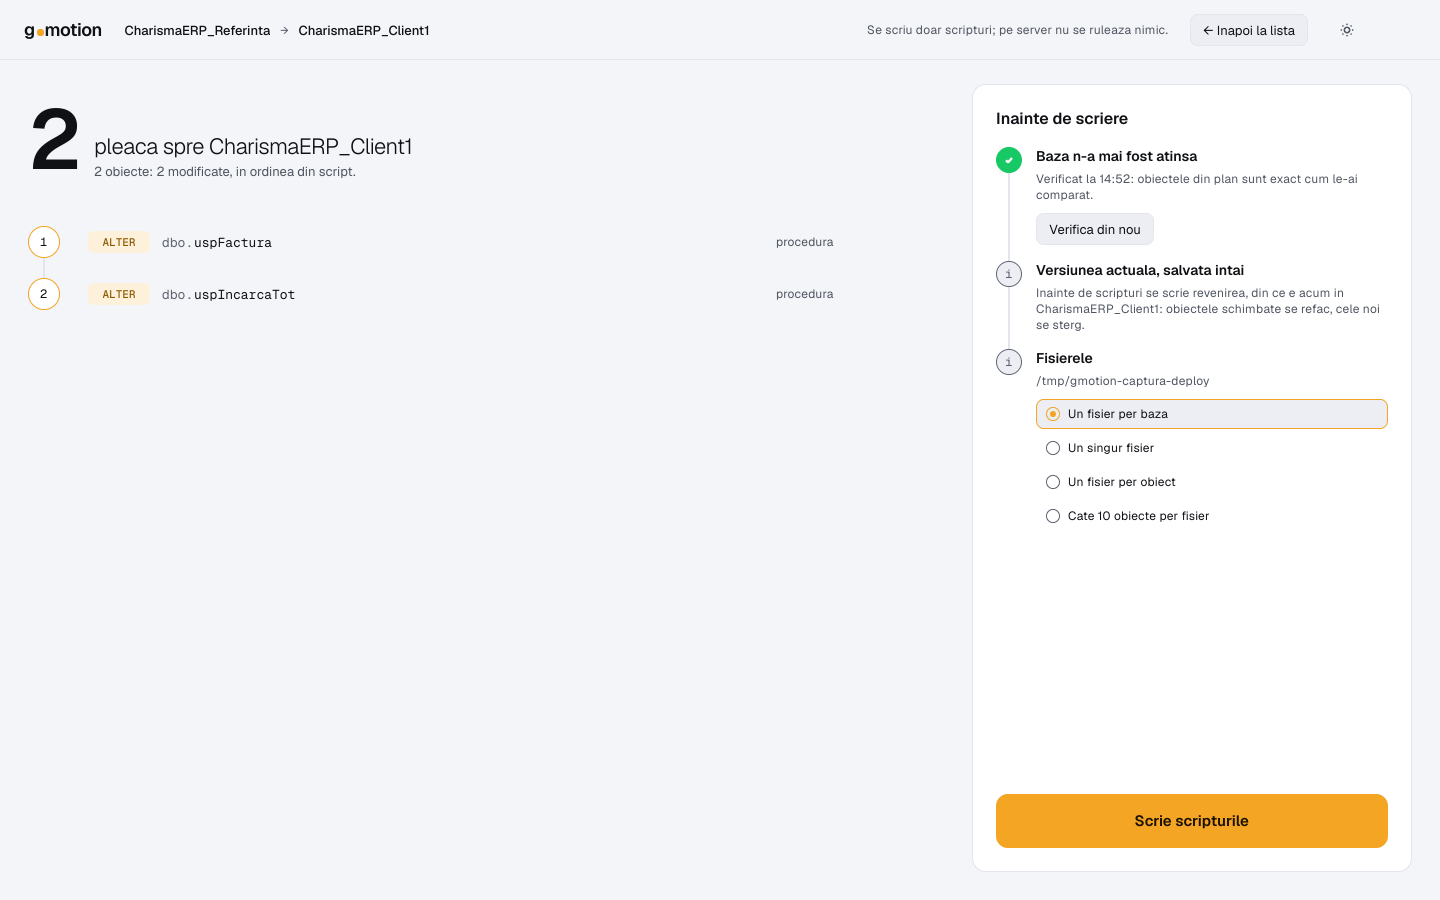 g motion
CharismaERP_Referinta → CharismaERP_Client1
Se scriu doar scripturi; pe server nu se ruleaza nimic.
← Inapoi la lista
2
pleaca spre CharismaERP_Client1
2 obiecte: 2 modificate, in ordinea din script.
1 ALTER dbo.uspFactura procedura
2 ALTER dbo.uspIncarcaTot procedura
Inainte de scriere
Baza n-a mai fost atinsa
Verificat la 14:52: obiectele din plan sunt exact cum le-ai
comparat.
Verifica din nou
i Versiunea actuala, salvata intai
Inainte de scripturi se scrie revenirea, din ce e acum in
CharismaERP_Client1: obiectele schimbate se refac, cele noi
se sterg.
i Fisierele
/tmp/gmotion-captura-deploy
Un fisier per baza
Un singur fisier
Un fisier per obiect
Cate 10 obiecte per fisier
Scrie scripturile